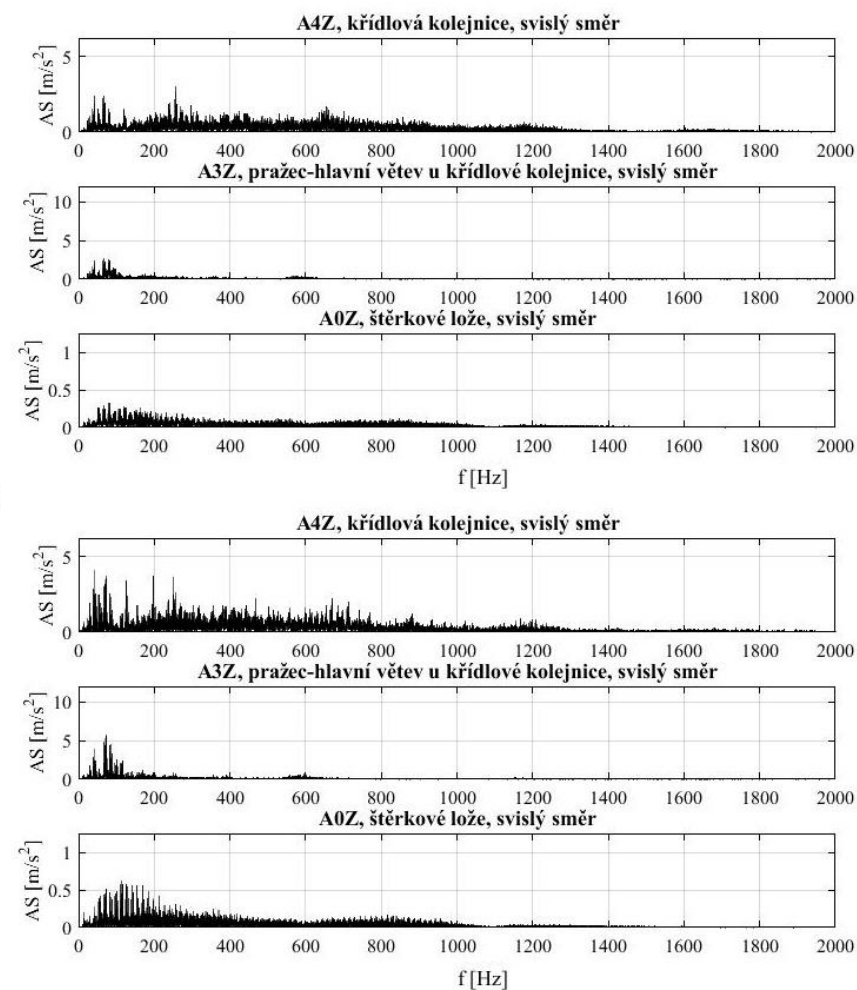 A4Z, křídlová kolejnice, svislý směr
AS [m/s²]
5
0
0 200 400 600 800 1000 1200 1400 1600 1800 2000
A3Z, pražec-hlavní větev u křídlové kolejnice, svislý směr
AS [m/s²]
10
5
0
0 200 400 600 800 1000 1200 1400 1600 1800 2000
A0Z, štěrkové lože, svislý směr
AS [m/s²]
1
0.5
0
0 200 400 600 800 1000 1200 1400 1600 1800 2000
f [Hz]
A4Z, křídlová kolejnice, svislý směr
AS [m/s²]
5
0
0 200 400 600 800 1000 1200 1400 1600 1800 2000
A3Z, pražec-hlavní větev u křídlové kolejnice, svislý směr
AS [m/s²]
10
5
0
0 200 400 600 800 1000 1200 1400 1600 1800 2000
A0Z, štěrkové lože, svislý směr
AS [m/s²]
1
0.5
0
0 200 400 600 800 1000 1200 1400 1600 1800 2000
f [Hz]